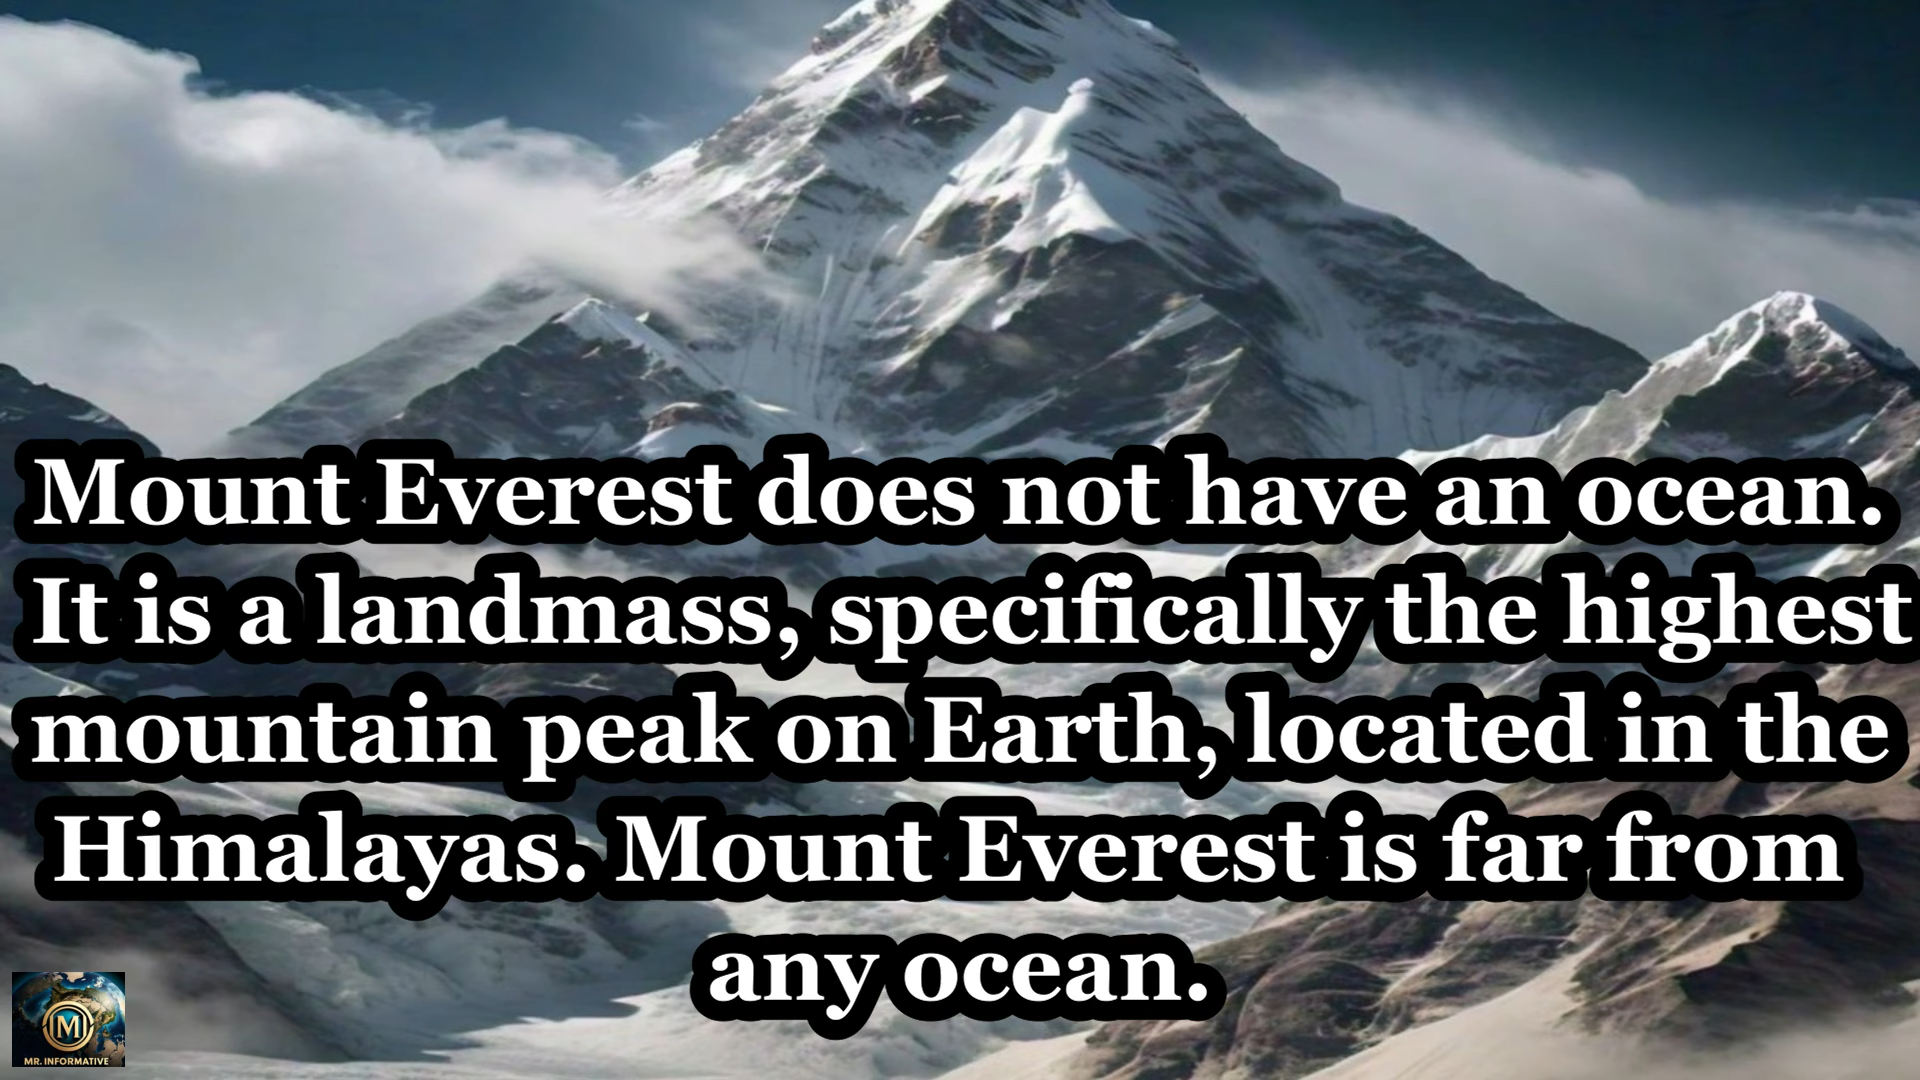 Mount Everest does not have an ocean.
It is a landmass, specifically the highest
mountain peak on Earth, located in the
Himalayas. Mount Everest is far from
any ocean.
M
MR. INFORMATIVE